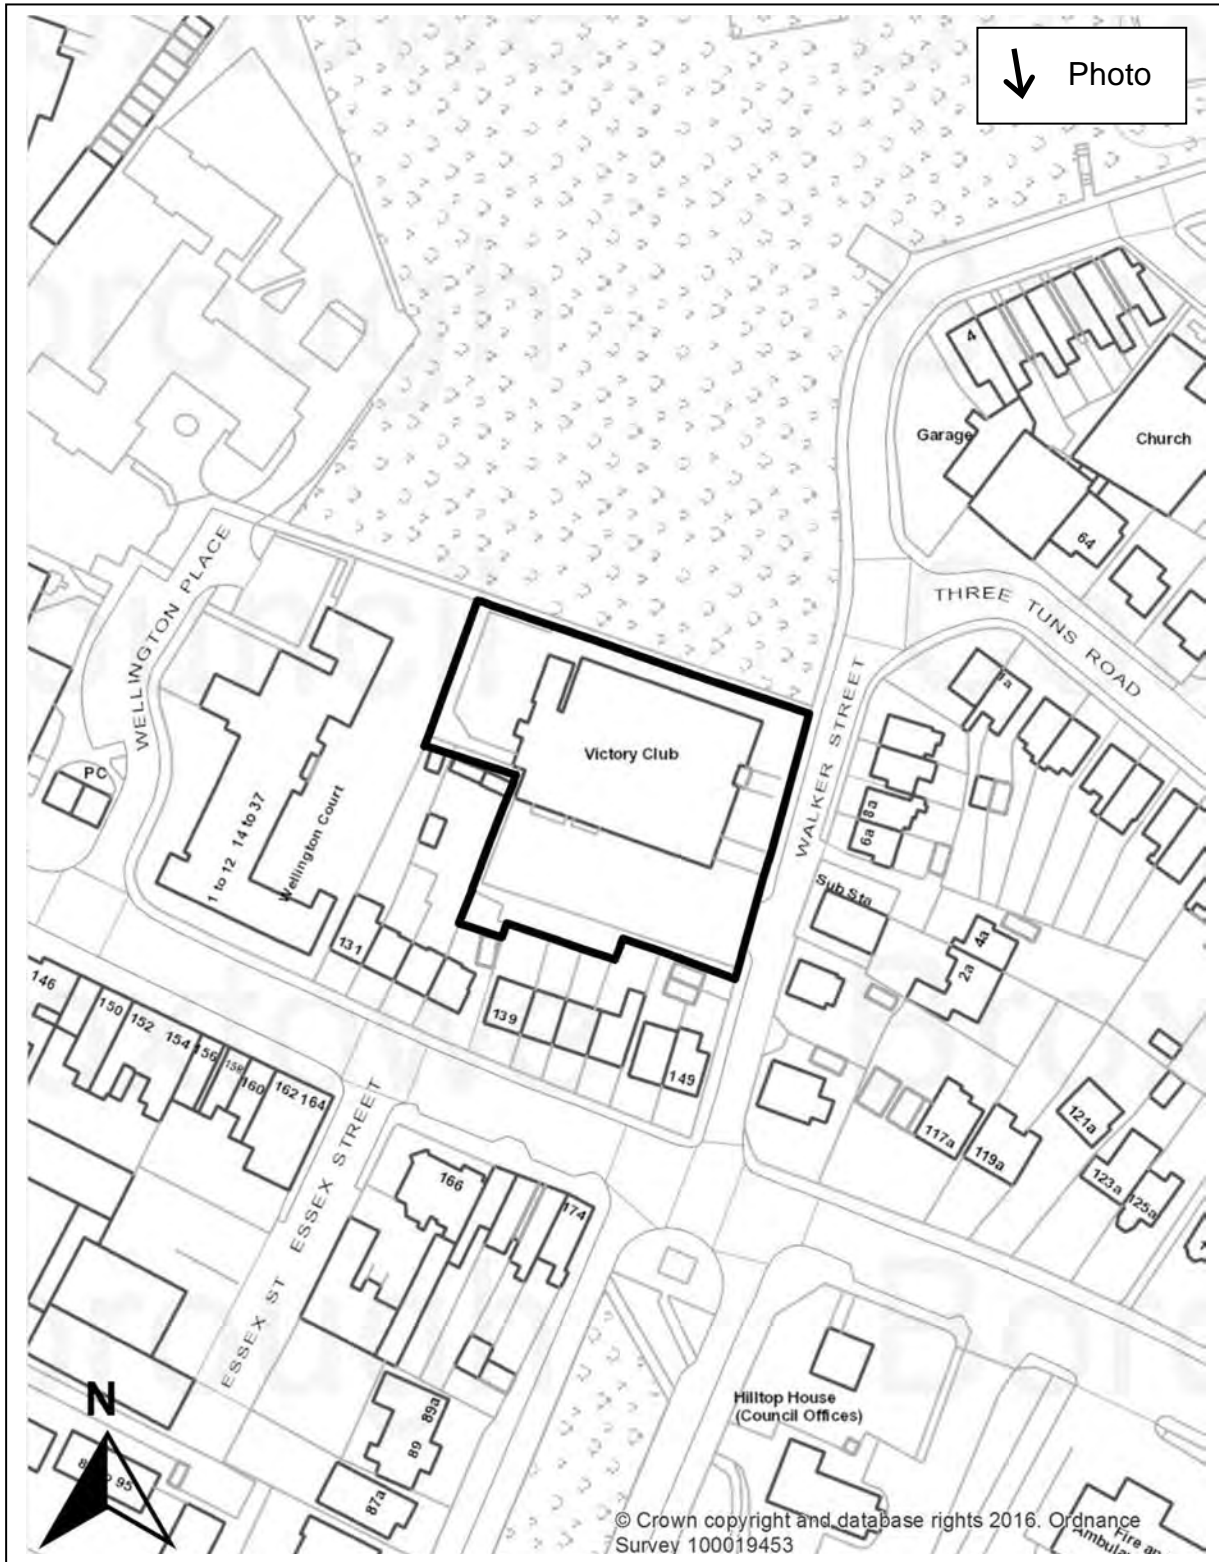 Photo
4
Garage
Church
64
THREE TUNS ROAD
WELLINGTON PLACE
1a
Victory Club
WALKER STREET
PC
8a
6a
1 to 12 14 to 37
Wellington Court
Sub Sta
131
4a
2a
146
150
152
154
156
158
160
162
164
139
149
117a
119a
121a
123a
125a
ESSEX STREET
166
174
ESSEX ST
N
Hilltop House
(Council Offices)
89a
89
95
87a
© Crown copyright and database rights 2016. Ordnance
Survey 100019453